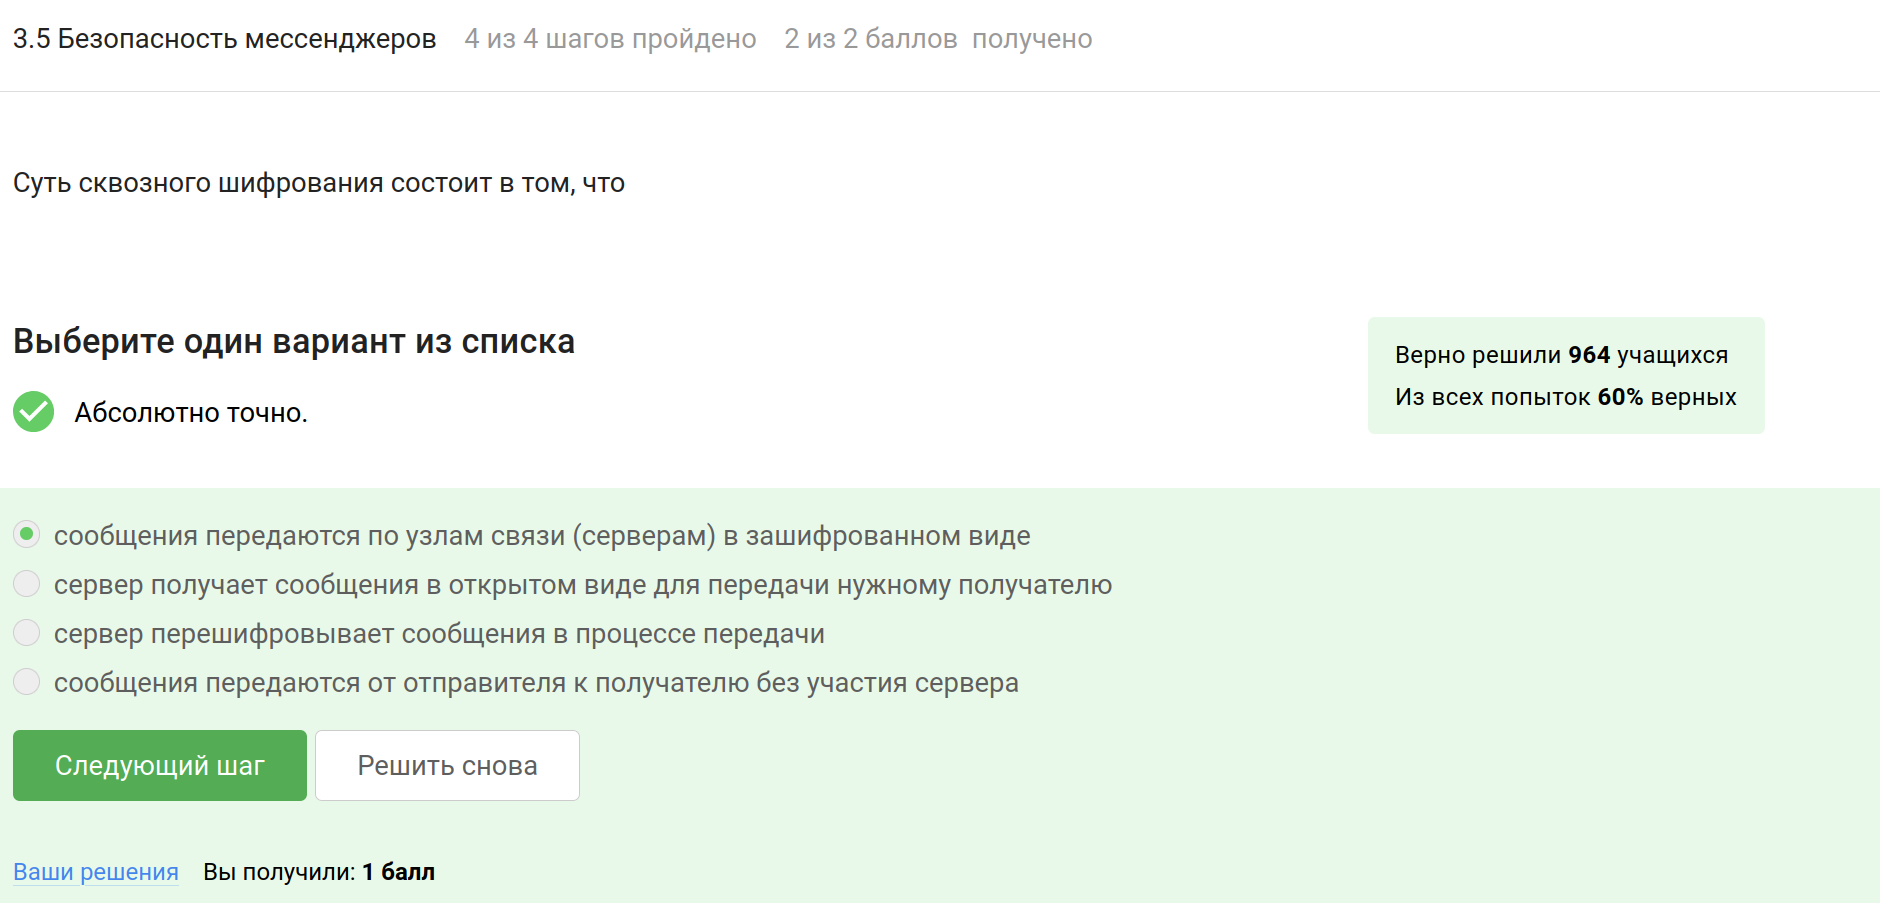 3.5 Безопасность мессенджеров 4 из 4 шагов пройдено 2 из 2 баллов получено
Суть сквозного шифрования состоит в том, что
Выберите один вариант из списка
Верно решили 964 учащихся
Из всех попыток 60% верных
Абсолютно точно.
сообщения передаются по узлам связи (серверам) в зашифрованном виде
сервер получает сообщения в открытом виде для передачи нужному получателю
сервер перешифровывает сообщения в процессе передачи
сообщения передаются от отправителя к получателю без участия сервера
Следующий шаг Решить снова
Ваши решения Вы получили: 1 балл